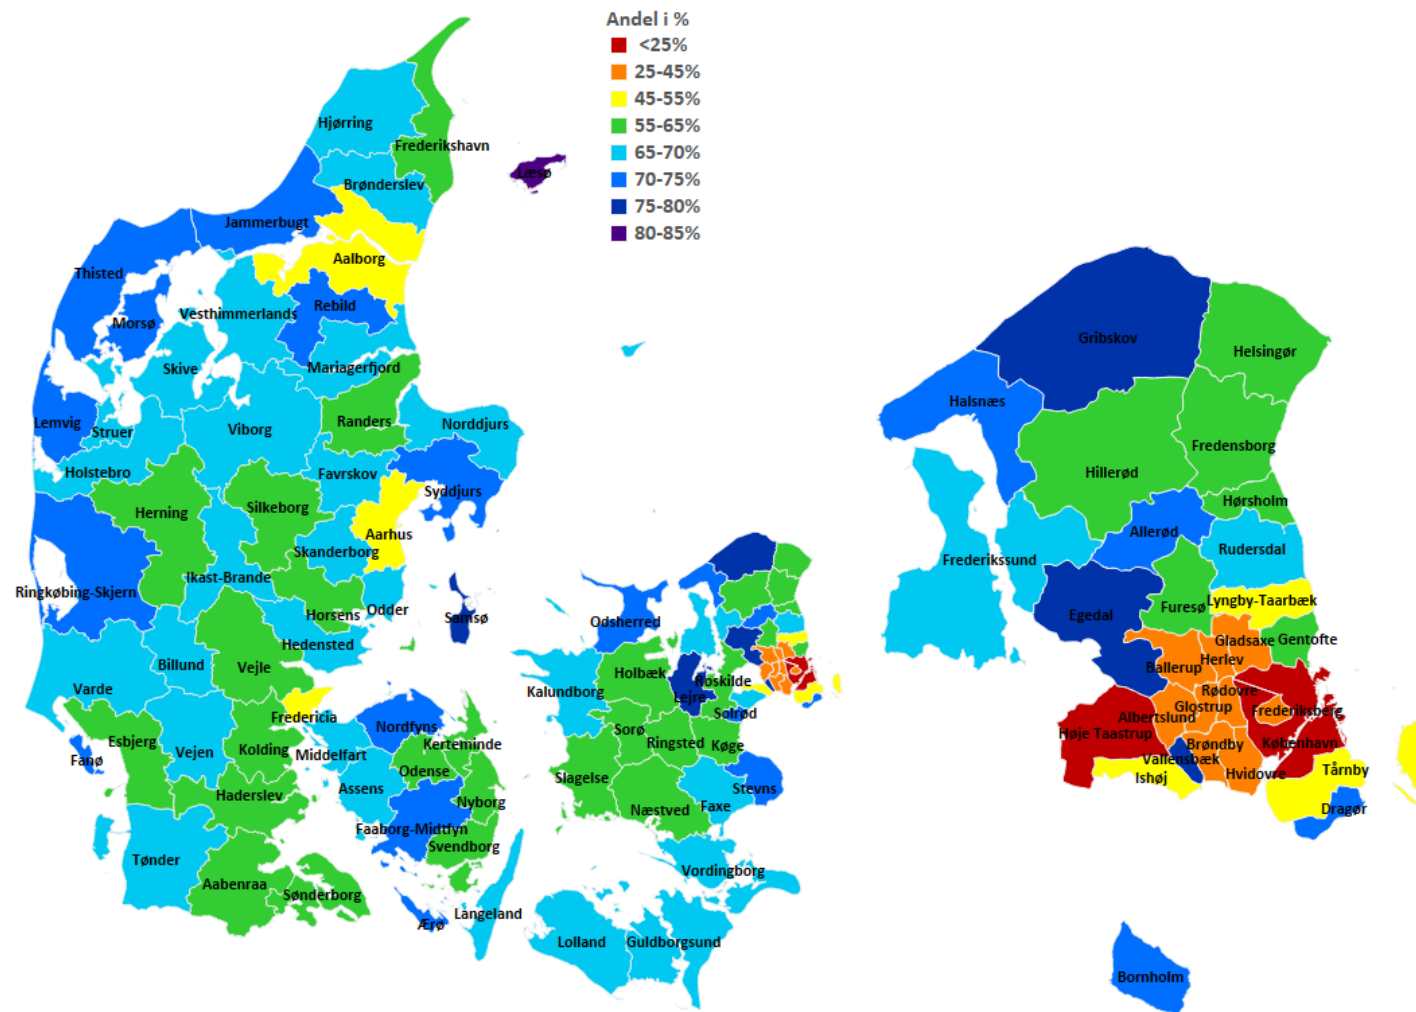 Andel i %
<25%
25-45%
45-55%
55-65%
65-70%
70-75%
75-80%
80-85%
Hjørring
Frederikshavn
Læsø
Brønderslev
Jammerbugt
Aalborg
Thisted
Rebild
Morsø
Vesthimmerlands
Skive
Mariagerfjord
Lemvig
Struer
Viborg
Randers
Norddjurs
Holstebro
Favrskov
Syddjurs
Herning
Silkeborg
Aarhus
Skanderborg
Ringkøbing-Skjern
Ikast-Brande
Horsens
Odder
Samsø
Hedensted
Billund
Vejle
Varde
Fredericia
Nordfyns
Esbjerg
Vejen
Kolding
Middelfart
Kerteminde
Fanø
Odense
Haderslev
Assens
Nyborg
Faaborg-Midtfyn
Svendborg
Tønder
Aabenraa
Sønderborg
Ærø
Langeland
Odsherred
Kalundborg
Holbæk
Lejre
Roskilde
Solrød
Sorø
Ringsted
Køge
Slagelse
Stevns
Næstved
Faxe
Vordingborg
Lolland
Guldborgsund
Gribskov
Helsingør
Halsnæs
Fredensborg
Hillerød
Hørsholm
Allerød
Rudersdal
Frederikssund
Egedal
Furesø
Lyngby-Taarbæk
Gladsaxe
Gentofte
Ballerup
Herlev
Rødovre
Glostrup
Frederiksberg
Albertslund
Høje Taastrup
Brøndby
København
Vallensbæk
Ishøj
Hvidovre
Tårnby
Dragør
Bornholm